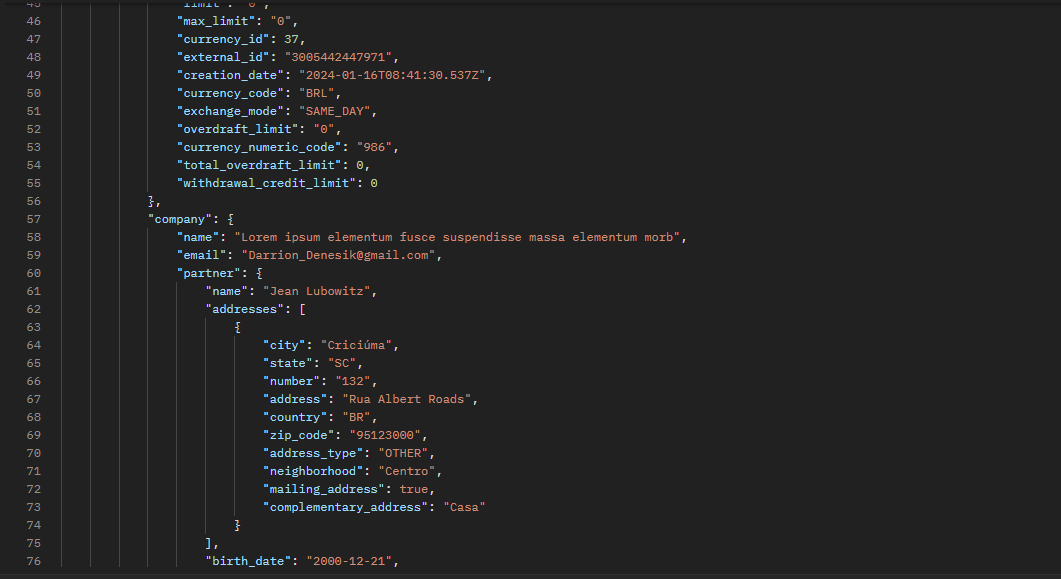 45 "limit": "0",
46 "max_limit": "0",
47 "currency_id": 37,
48 "external_id": "3005442447971",
49 "creation_date": "2024-01-16T08:41:30.537Z",
50 "currency_code": "BRL",
51 "exchange_mode": "SAME_DAY",
52 "overdraft_limit": "0",
53 "currency_numeric_code": "986",
54 "total_overdraft_limit": 0,
55 "withdrawal_credit_limit": 0
56 },
57 "company": {
58 "name": "Lorem ipsum elementum fusce suspendisse massa elementum morb",
59 "email": "Darrion_Denesik@gmail.com",
60 "partner": {
61 "name": "Jean Lubowitz",
62 "addresses": [
63 {
64 "city": "Criciúma",
65 "state": "SC",
66 "number": "132",
67 "address": "Rua Albert Roads",
68 "country": "BR",
69 "zip_code": "95123000",
70 "address_type": "OTHER",
71 "neighborhood": "Centro",
72 "mailing_address": true,
73 "complementary_address": "Casa"
74 }
75 ],
76 "birth_date": "2000-12-21",